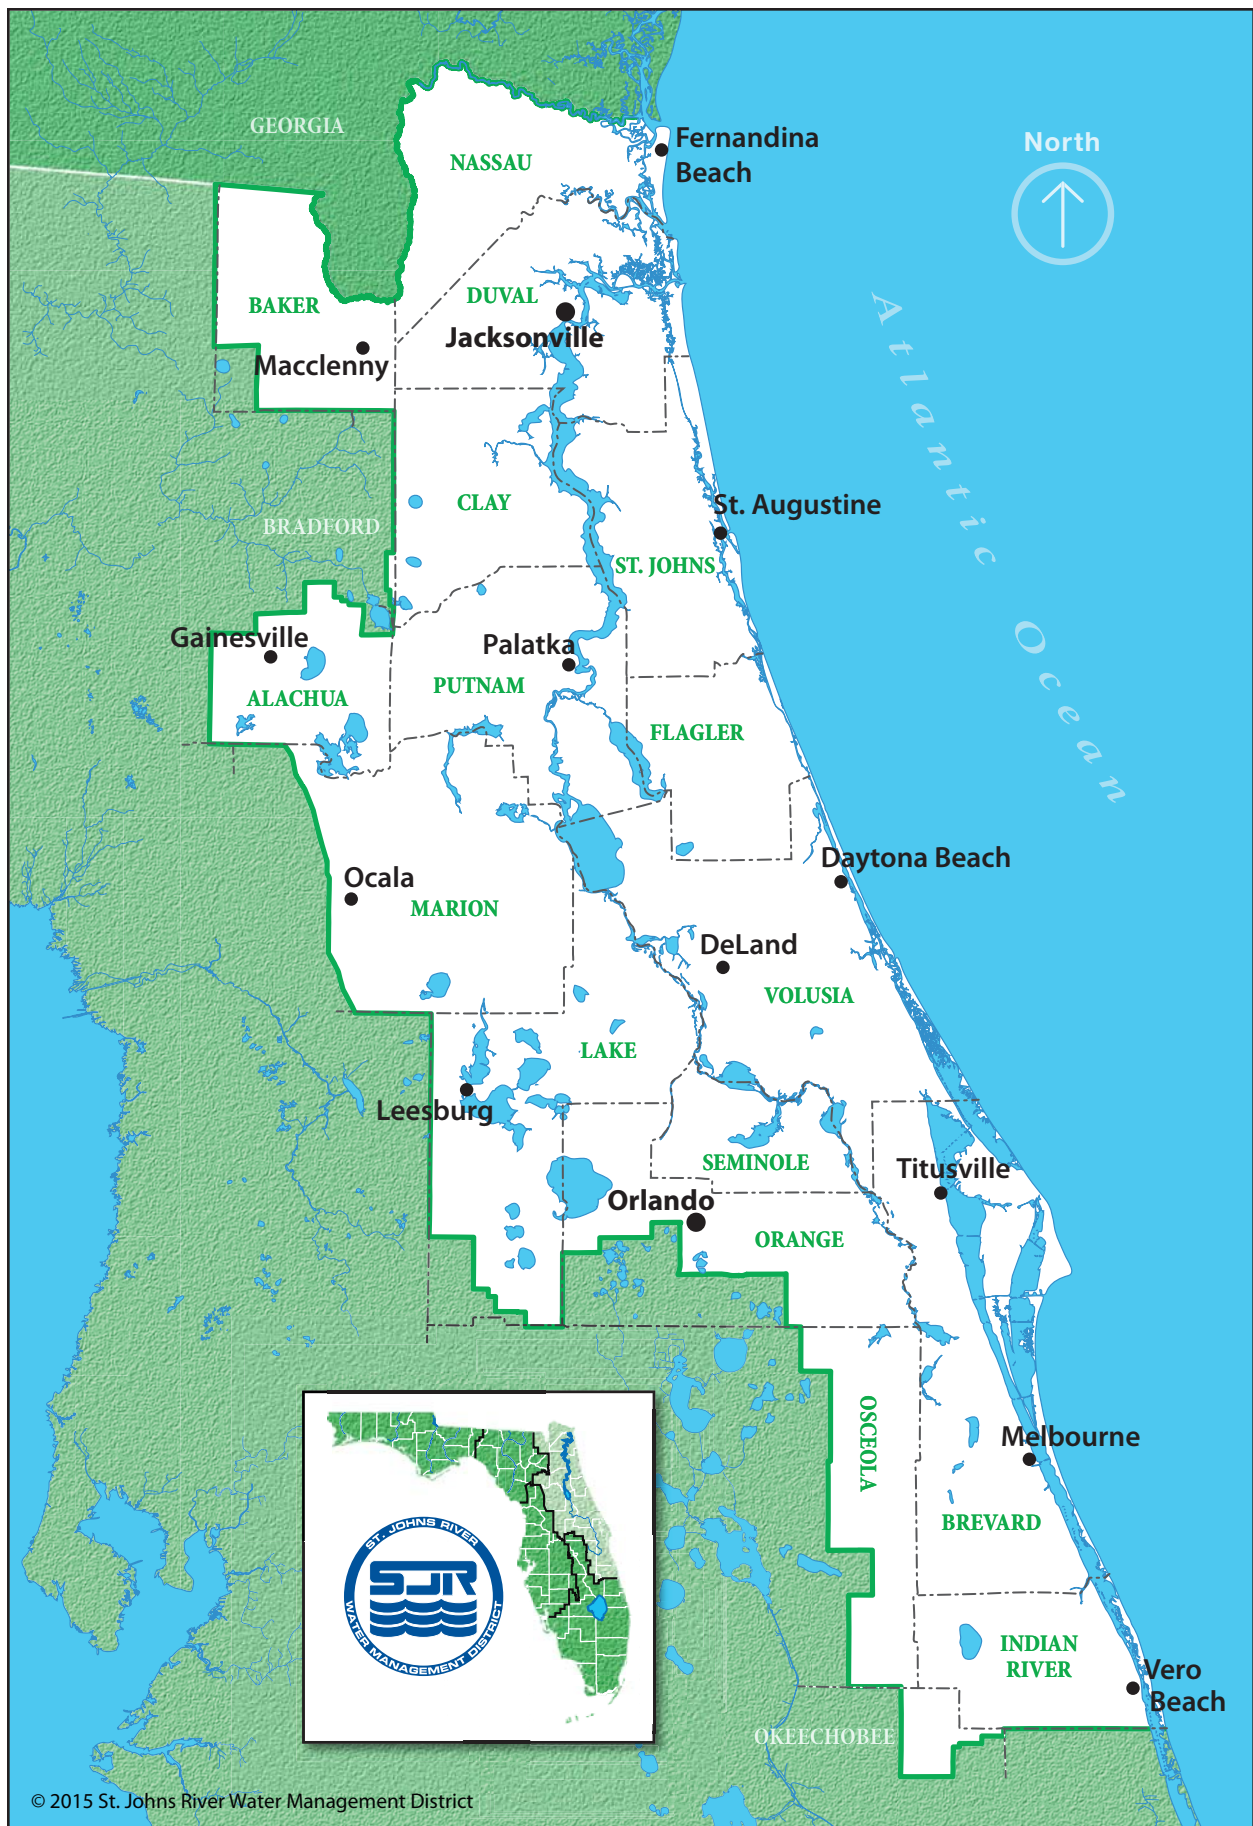 GEORGIA
NASSAU
Fernandina
Beach
North
BAKER
DUVAL
Jacksonville
Macclenny
Atlantic Ocean
CLAY
BRADFORD
St. Augustine
ST. JOHNS
Gainesville
Palatka
ALACHUA
PUTNAM
FLAGLER
Daytona Beach
Ocala
MARION
DeLand
VOLUSIA
LAKE
Leesburg
SEMINOLE
Titusville
Orlando
ORANGE
OSCEOLA
Melbourne
BREVARD
ST. JOHNS RIVER
SJR
WATER MANAGEMENT DISTRICT
INDIAN
RIVER
Vero
Beach
OKEECHOBEE
© 2015 St. Johns River Water Management District